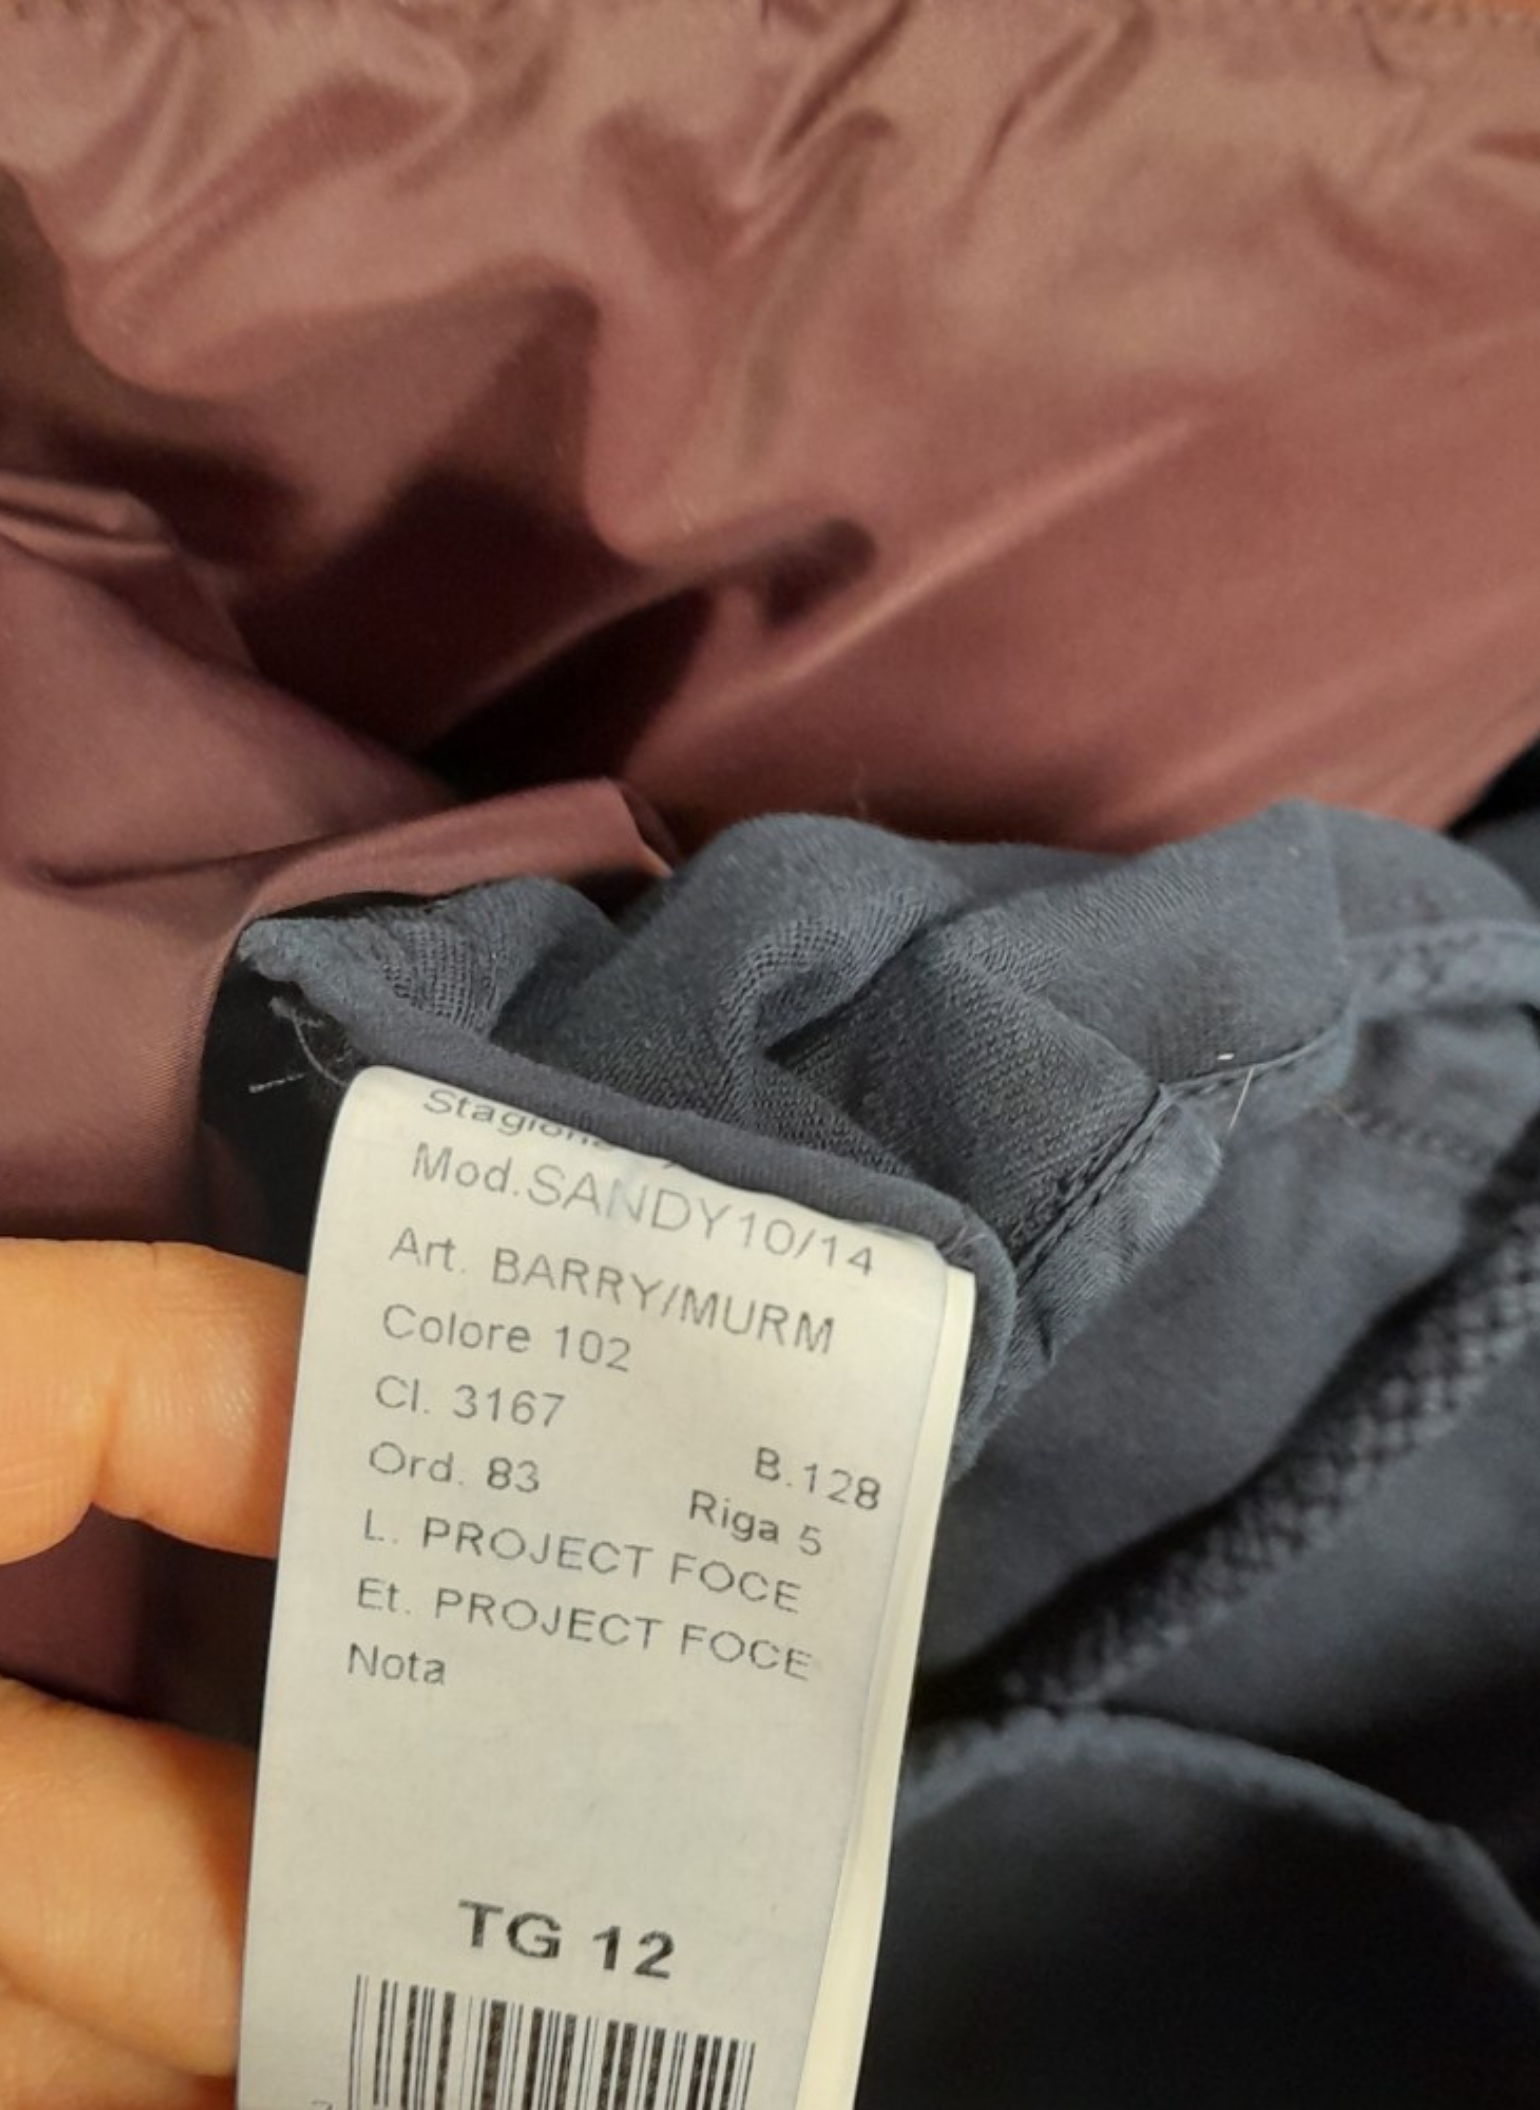 Stagione
Mod.SANDY10/14
Art. BARRY/MURM
Colore 102
Cl. 3167
B.128
Ord. 83
Riga 5
L. PROJECT FOCE
Et. PROJECT FOCE
Nota
TG 12